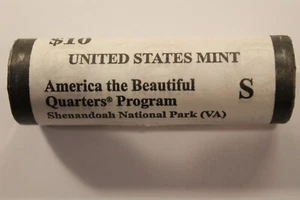 $10
UNITED STATES MINT
America the Beautiful
Quarters® Program
S
Shenandoah National Park (VA)